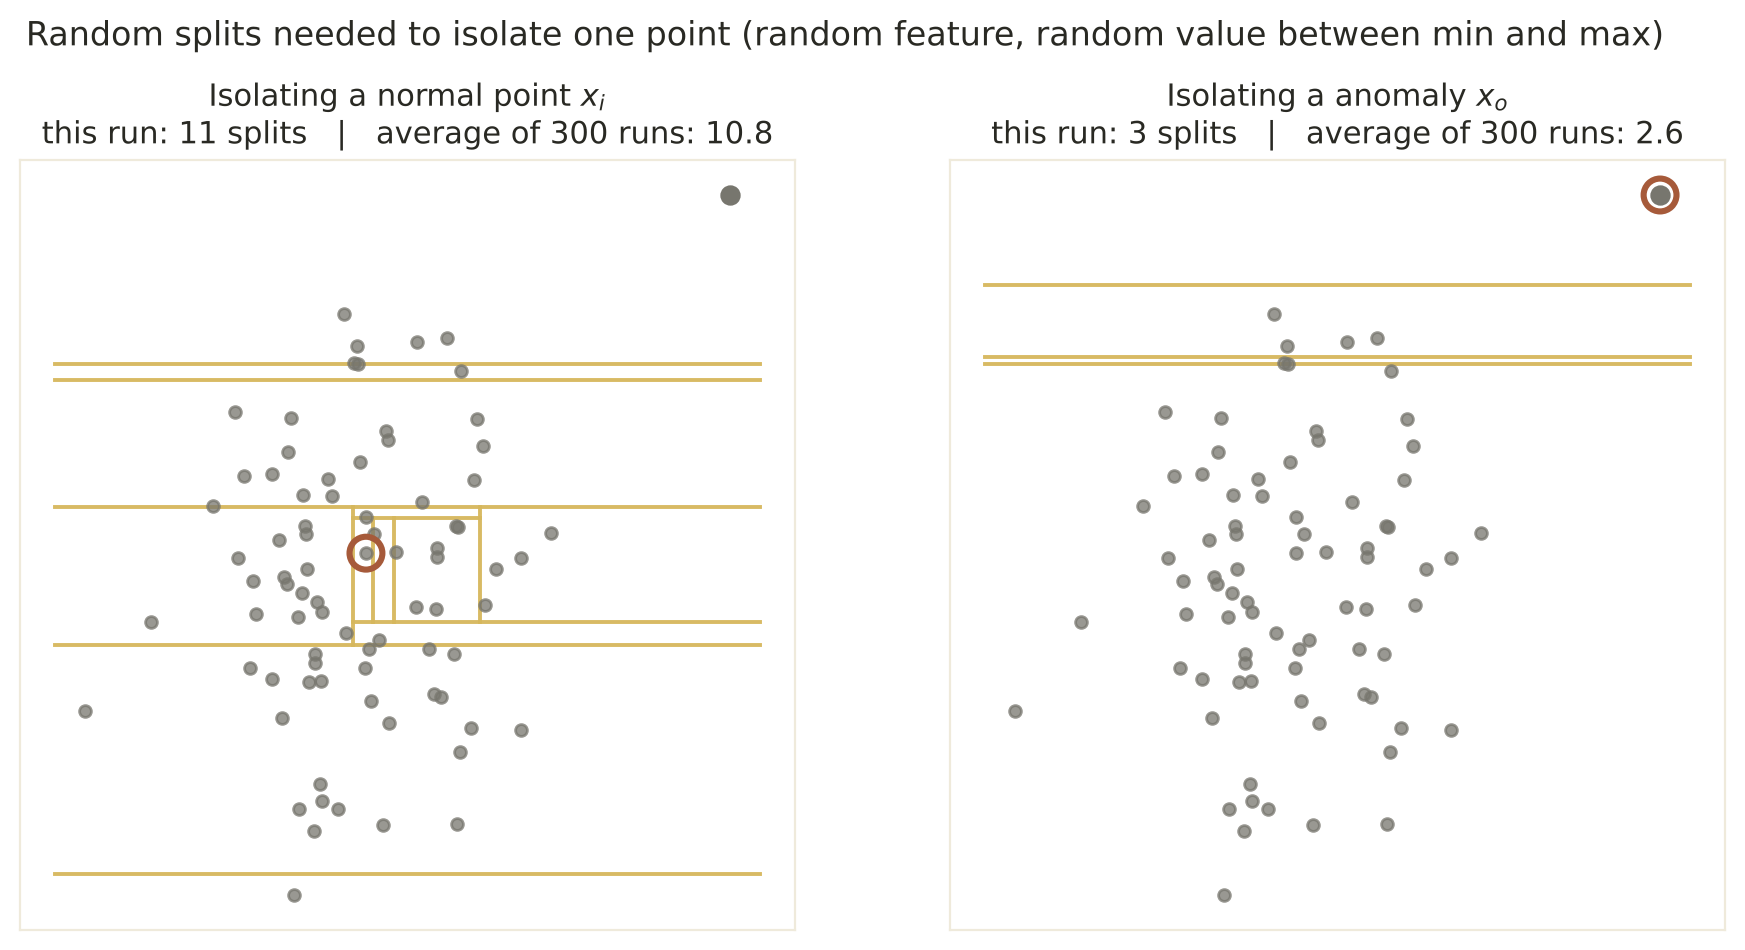 Random splits needed to isolate one point (random feature, random value between min and max)
Isolating a normal point xᵢ
this run: 11 splits | average of 300 runs: 10.8
Isolating a anomaly xₒ
this run: 3 splits | average of 300 runs: 2.6